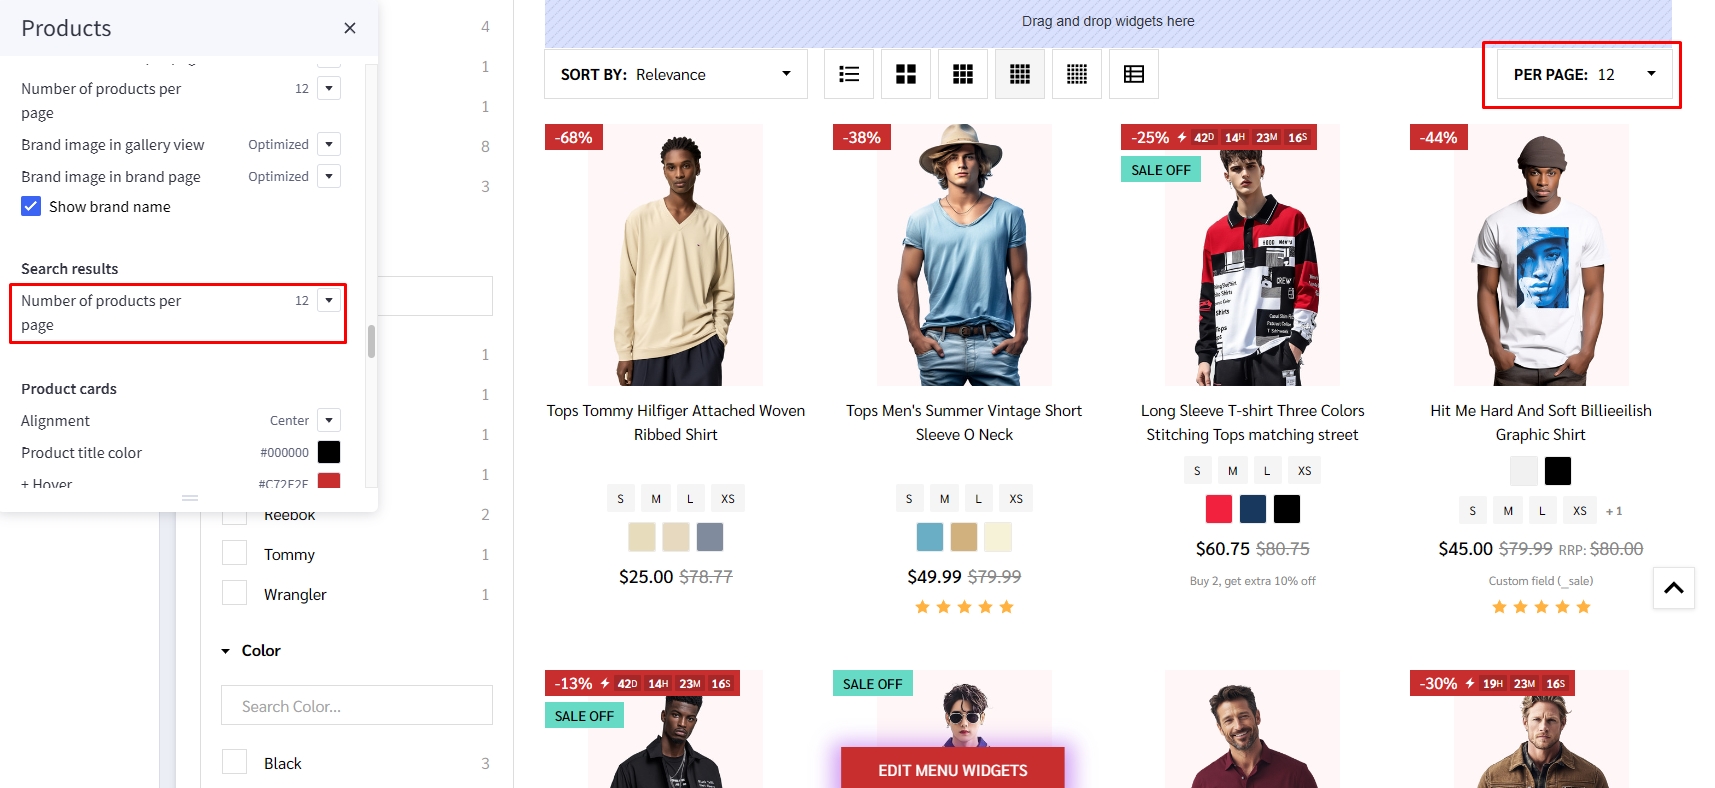 Products
Number of products per
page
12
Brand image in gallery view
Optimized
Brand image in brand page
Optimized
Show brand name
Search results
Number of products per
page
12
Product cards
Alignment
Center
Product title color
#000000
+ Hover
#C72F2F
4
1
1
8
3
1
1
1
1
Reebok
2
Tommy
1
Wrangler
1
Color
Search Color...
Black
3
Drag and drop widgets here
SORT BY: Relevance
PER PAGE: 12
-68%
Tops Tommy Hilfiger Attached Woven
Ribbed Shirt
S M L XS
$25.00 $78.77
-38%
Tops Men's Summer Vintage Short
Sleeve O Neck
S M L XS
$49.99 $79.99
-25% 42D 14H 23M 16S
SALE OFF
Long Sleeve T-shirt Three Colors
Stitching Tops matching street
S M L XS
$60.75 $80.75
Buy 2, get extra 10% off
-44%
Hit Me Hard And Soft Billieeilish
Graphic Shirt
S M L XS + 1
$45.00 $79.99 RRP: $80.00
Custom field (_sale)
-13% 42D 14H 23M 16S
SALE OFF
SALE OFF
-30% 19H 23M 16S
EDIT MENU WIDGETS